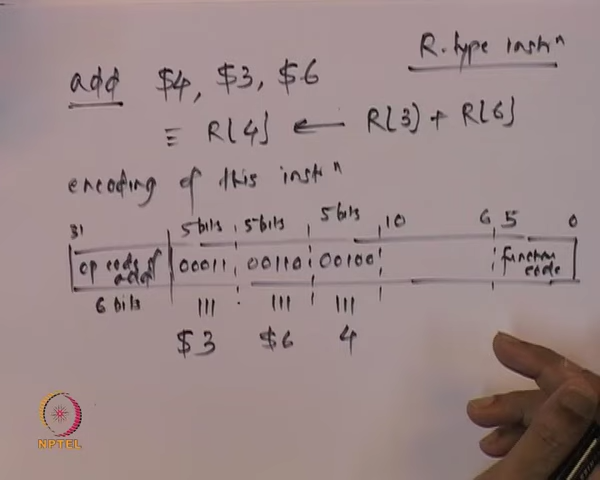 R.type instⁿ
add $4, $3, $6
≡ R[4] ← R[3] + R[6]
encoding of this instⁿ
31 5 bits 5 bits 5 bits 10 6 5 0
op code of add 00011 00110 00100 function code
6 bits ||| ||| |||
$3 $6 4
NPTEL